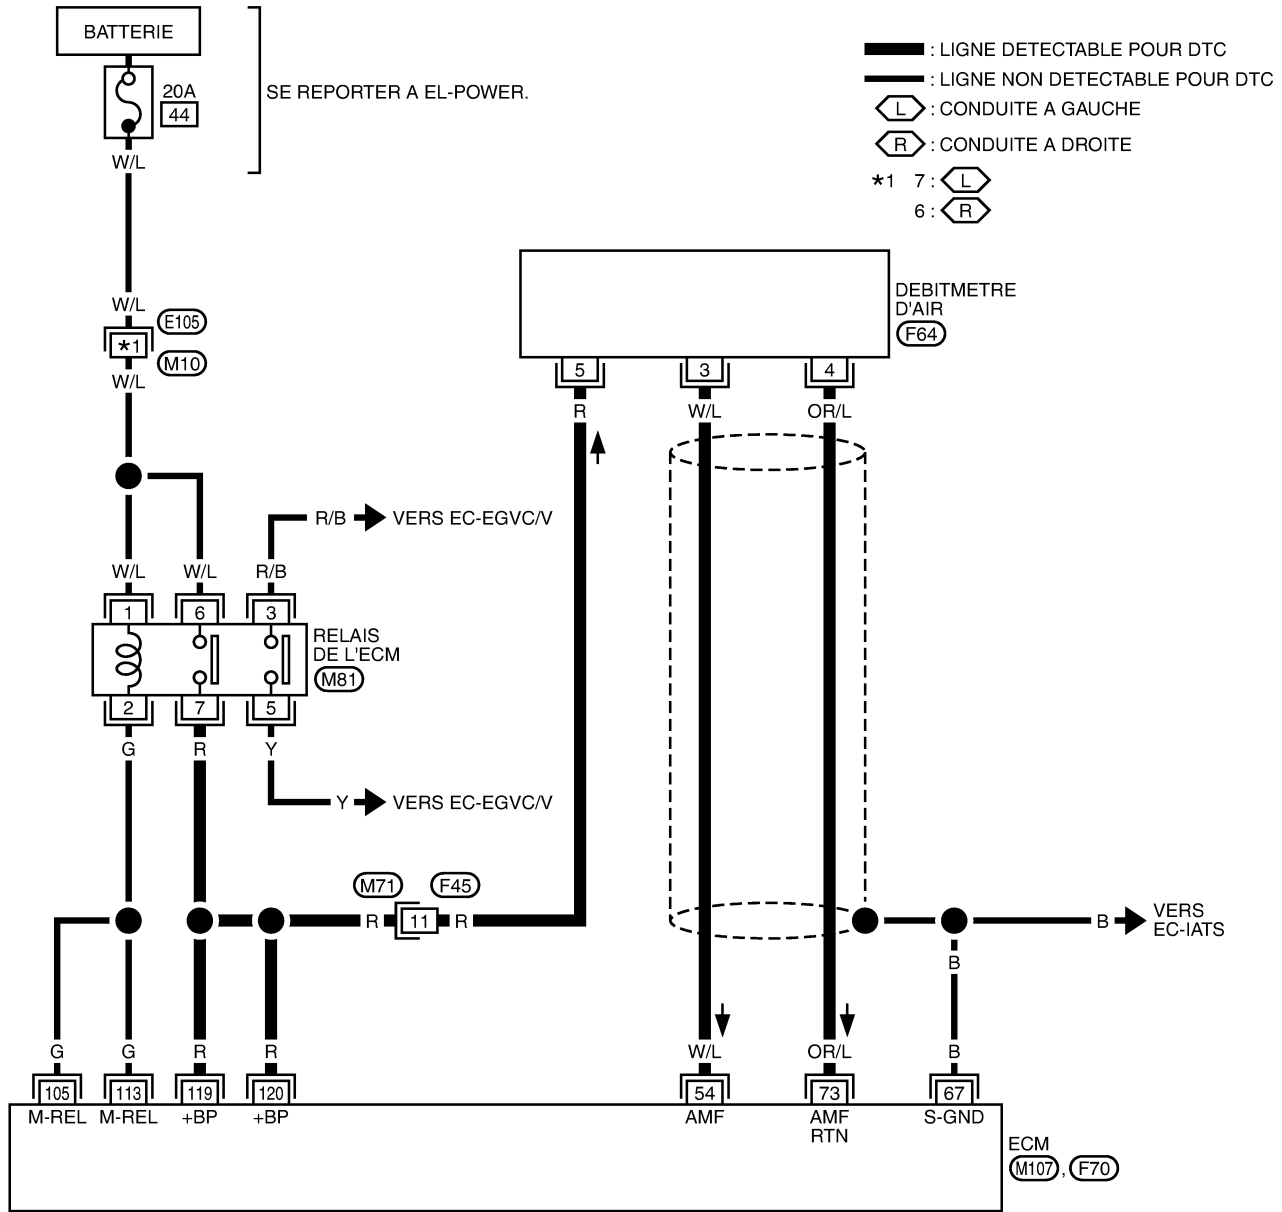 BATTERIE
20A
44
SE REPORTER A EL-POWER.
: LIGNE DETECTABLE POUR DTC
: LIGNE NON DETECTABLE POUR DTC
L : CONDUITE A GAUCHE
R : CONDUITE A DROITE
*1 7 : L
6 : R
W/L
W/L
E105
*1
M10
W/L
DEBITMETRE
D'AIR
F64
5 3 4
R W/L OR/L
R/B VERS EC-EGVC/V
W/L W/L R/B
1 6 3
RELAIS
DE L'ECM
M81
2 7 5
G R Y
Y VERS EC-EGVC/V
M71 F45
R 11 R
B VERS
EC-IATS
B
G G R R W/L OR/L B
105 113 119 120 54 73 67
M-REL M-REL +BP +BP AMF AMF S-GND
RTN
ECM
M107 , F70